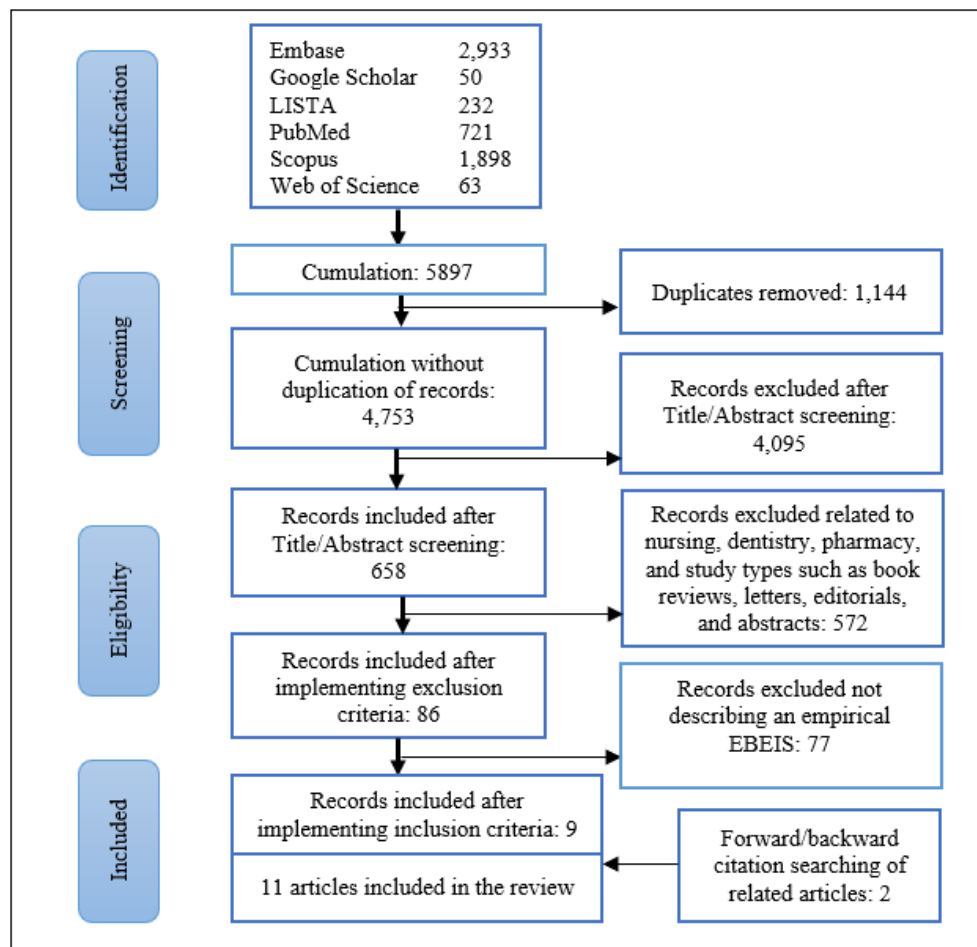 Identification
Embase 2,933
Google Scholar 50
LISTA 232
PubMed 721
Scopus 1,898
Web of Science 63
Screening
Cumulation: 5897
Duplicates removed: 1,144
Cumulation without
duplication of records:
4,753
Records excluded after
Title/Abstract screening:
4,095
Eligibility
Records included after
Title/Abstract screening:
658
Records excluded related to
nursing, dentistry, pharmacy,
and study types such as book
reviews, letters, editorials,
and abstracts: 572
Records included after
implementing exclusion
criteria: 86
Records excluded not
describing an empirical
EBEIS: 77
Included
Records included after
implementing inclusion criteria: 9
11 articles included in the review
Forward/backward
citation searching of
related articles: 2